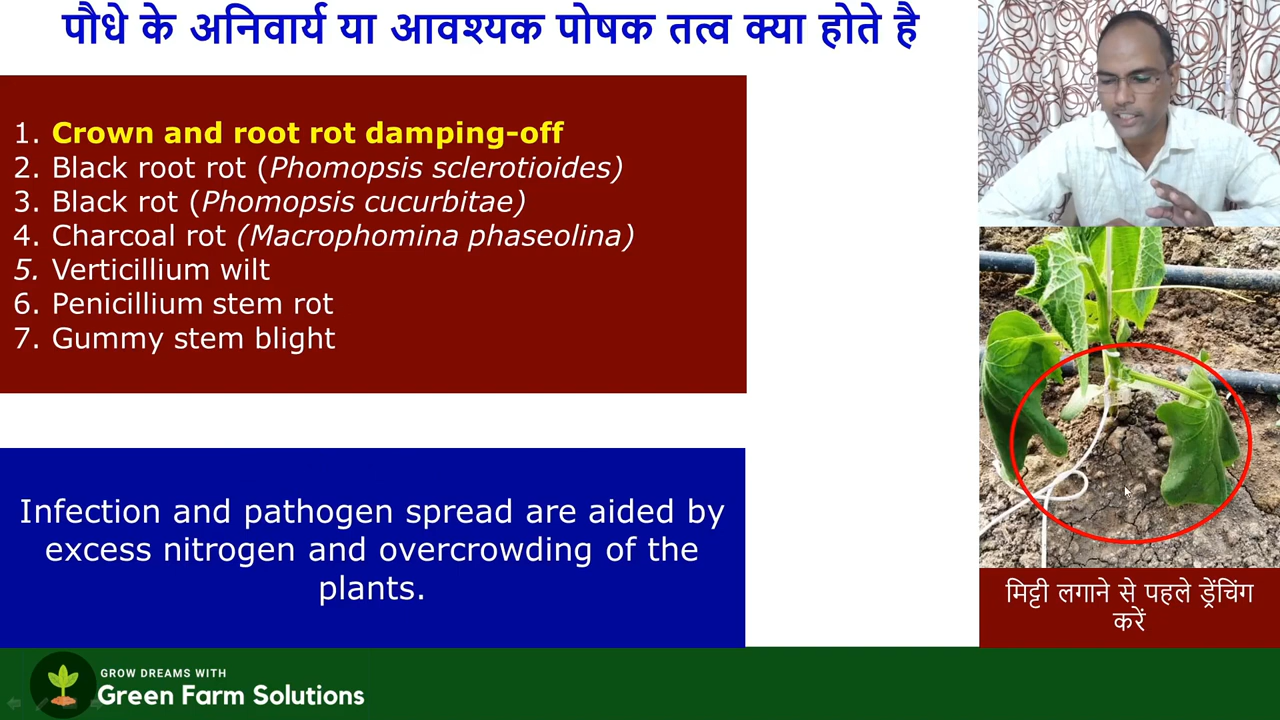 पौधे के अनिवार्य या आवश्यक पोषक तत्व क्या होते है
1. Crown and root rot damping-off
2. Black root rot (Phomopsis sclerotioides)
3. Black rot (Phomopsis cucurbitae)
4. Charcoal rot (Macrophomina phaseolina)
5. Verticillium wilt
6. Penicillium stem rot
7. Gummy stem blight
Infection and pathogen spread are aided by
excess nitrogen and overcrowding of the
plants.
मिट्टी लगाने से पहले ड्रेंचिंग
करें
GROW DREAMS WITH
Green Farm Solutions